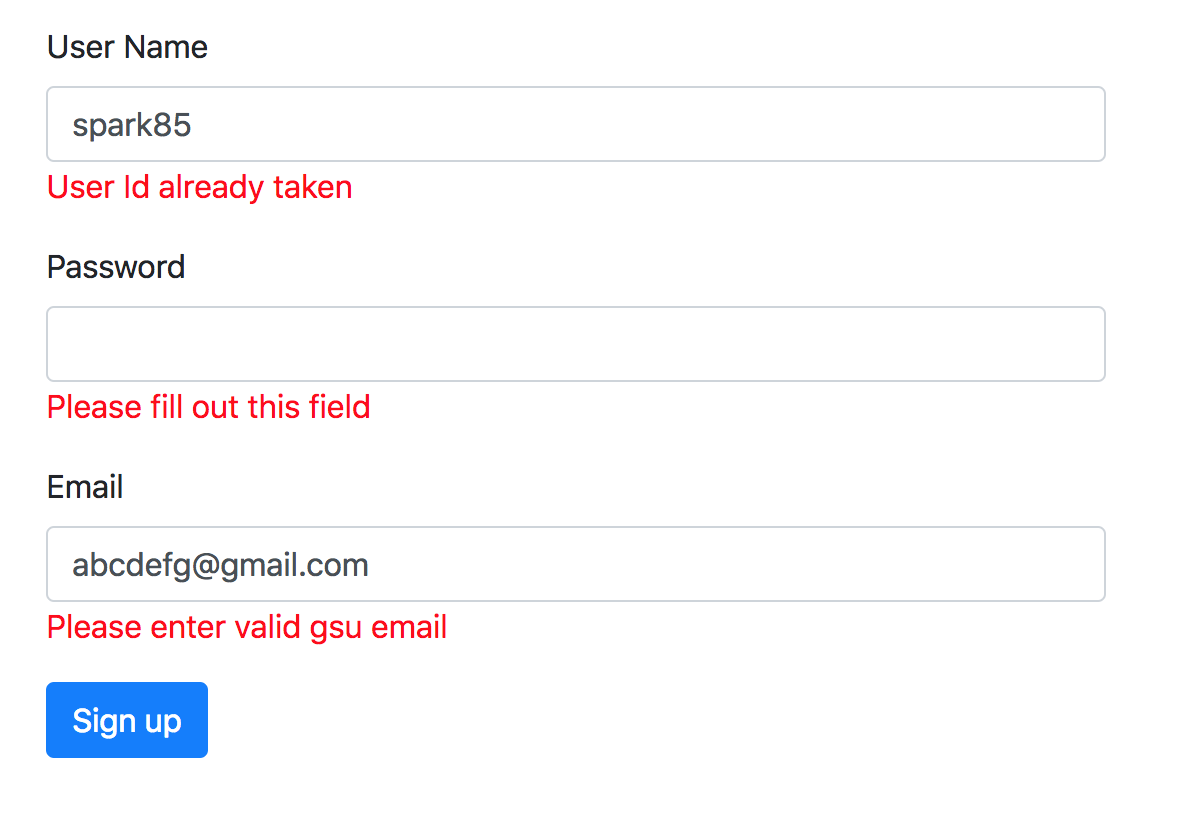 User Name
spark85
User Id already taken
Password
Please fill out this field
Email
abcdefg@gmail.com
Please enter valid gsu email
Sign up